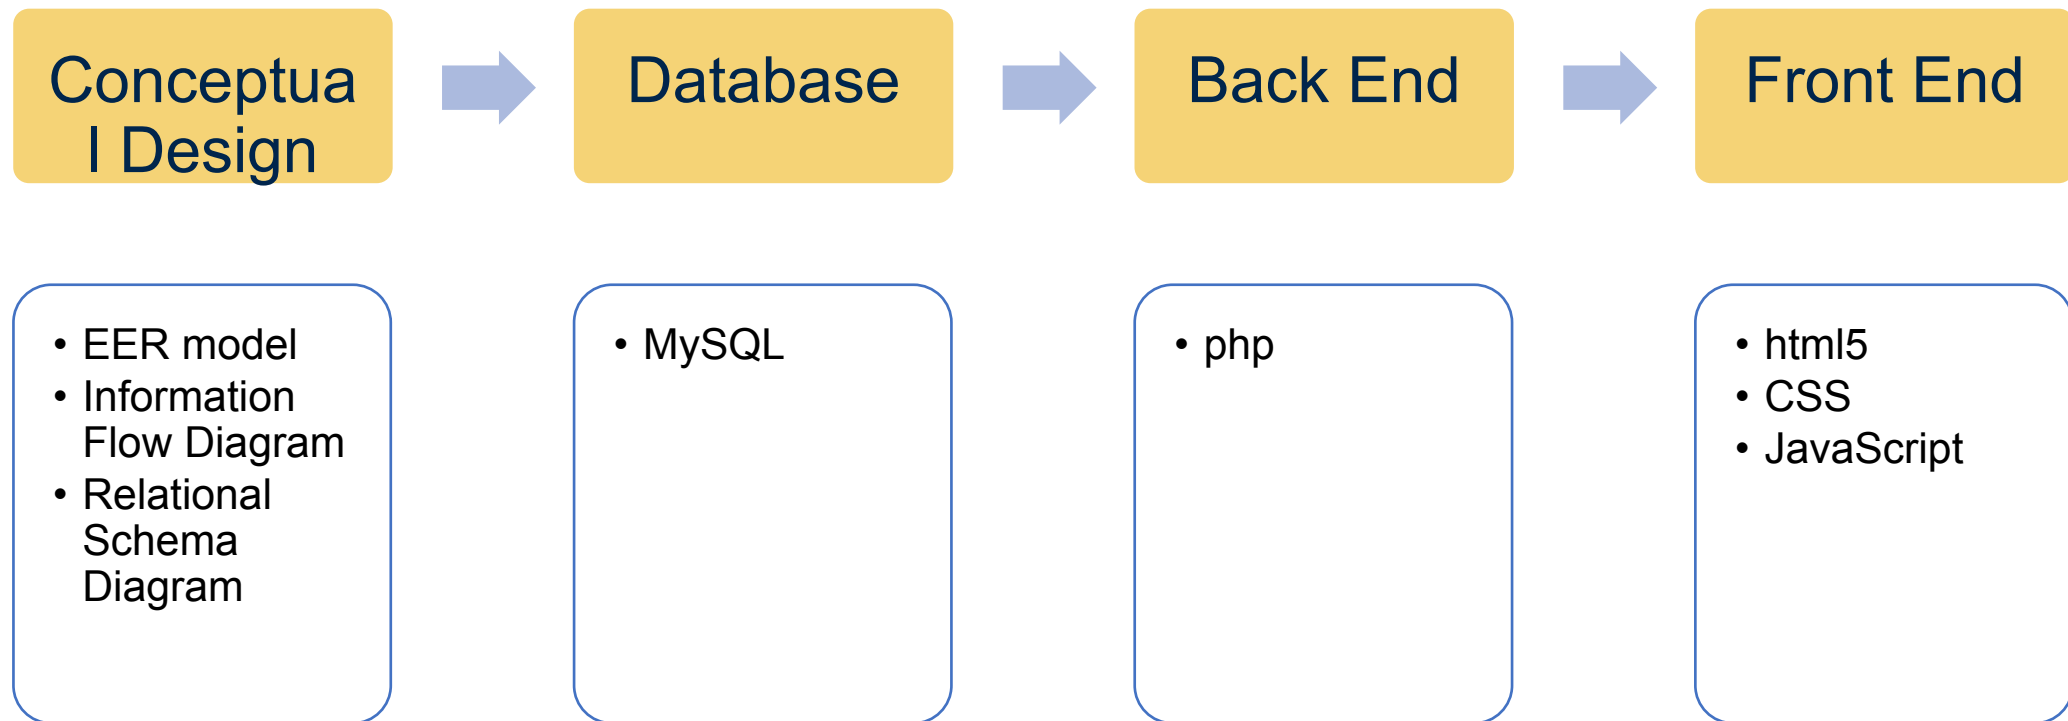 Conceptua
l Design
Database
Back End
Front End
• EER model
• Information
Flow Diagram
• Relational
Schema
Diagram
• MySQL
• php
• html5
• CSS
• JavaScript